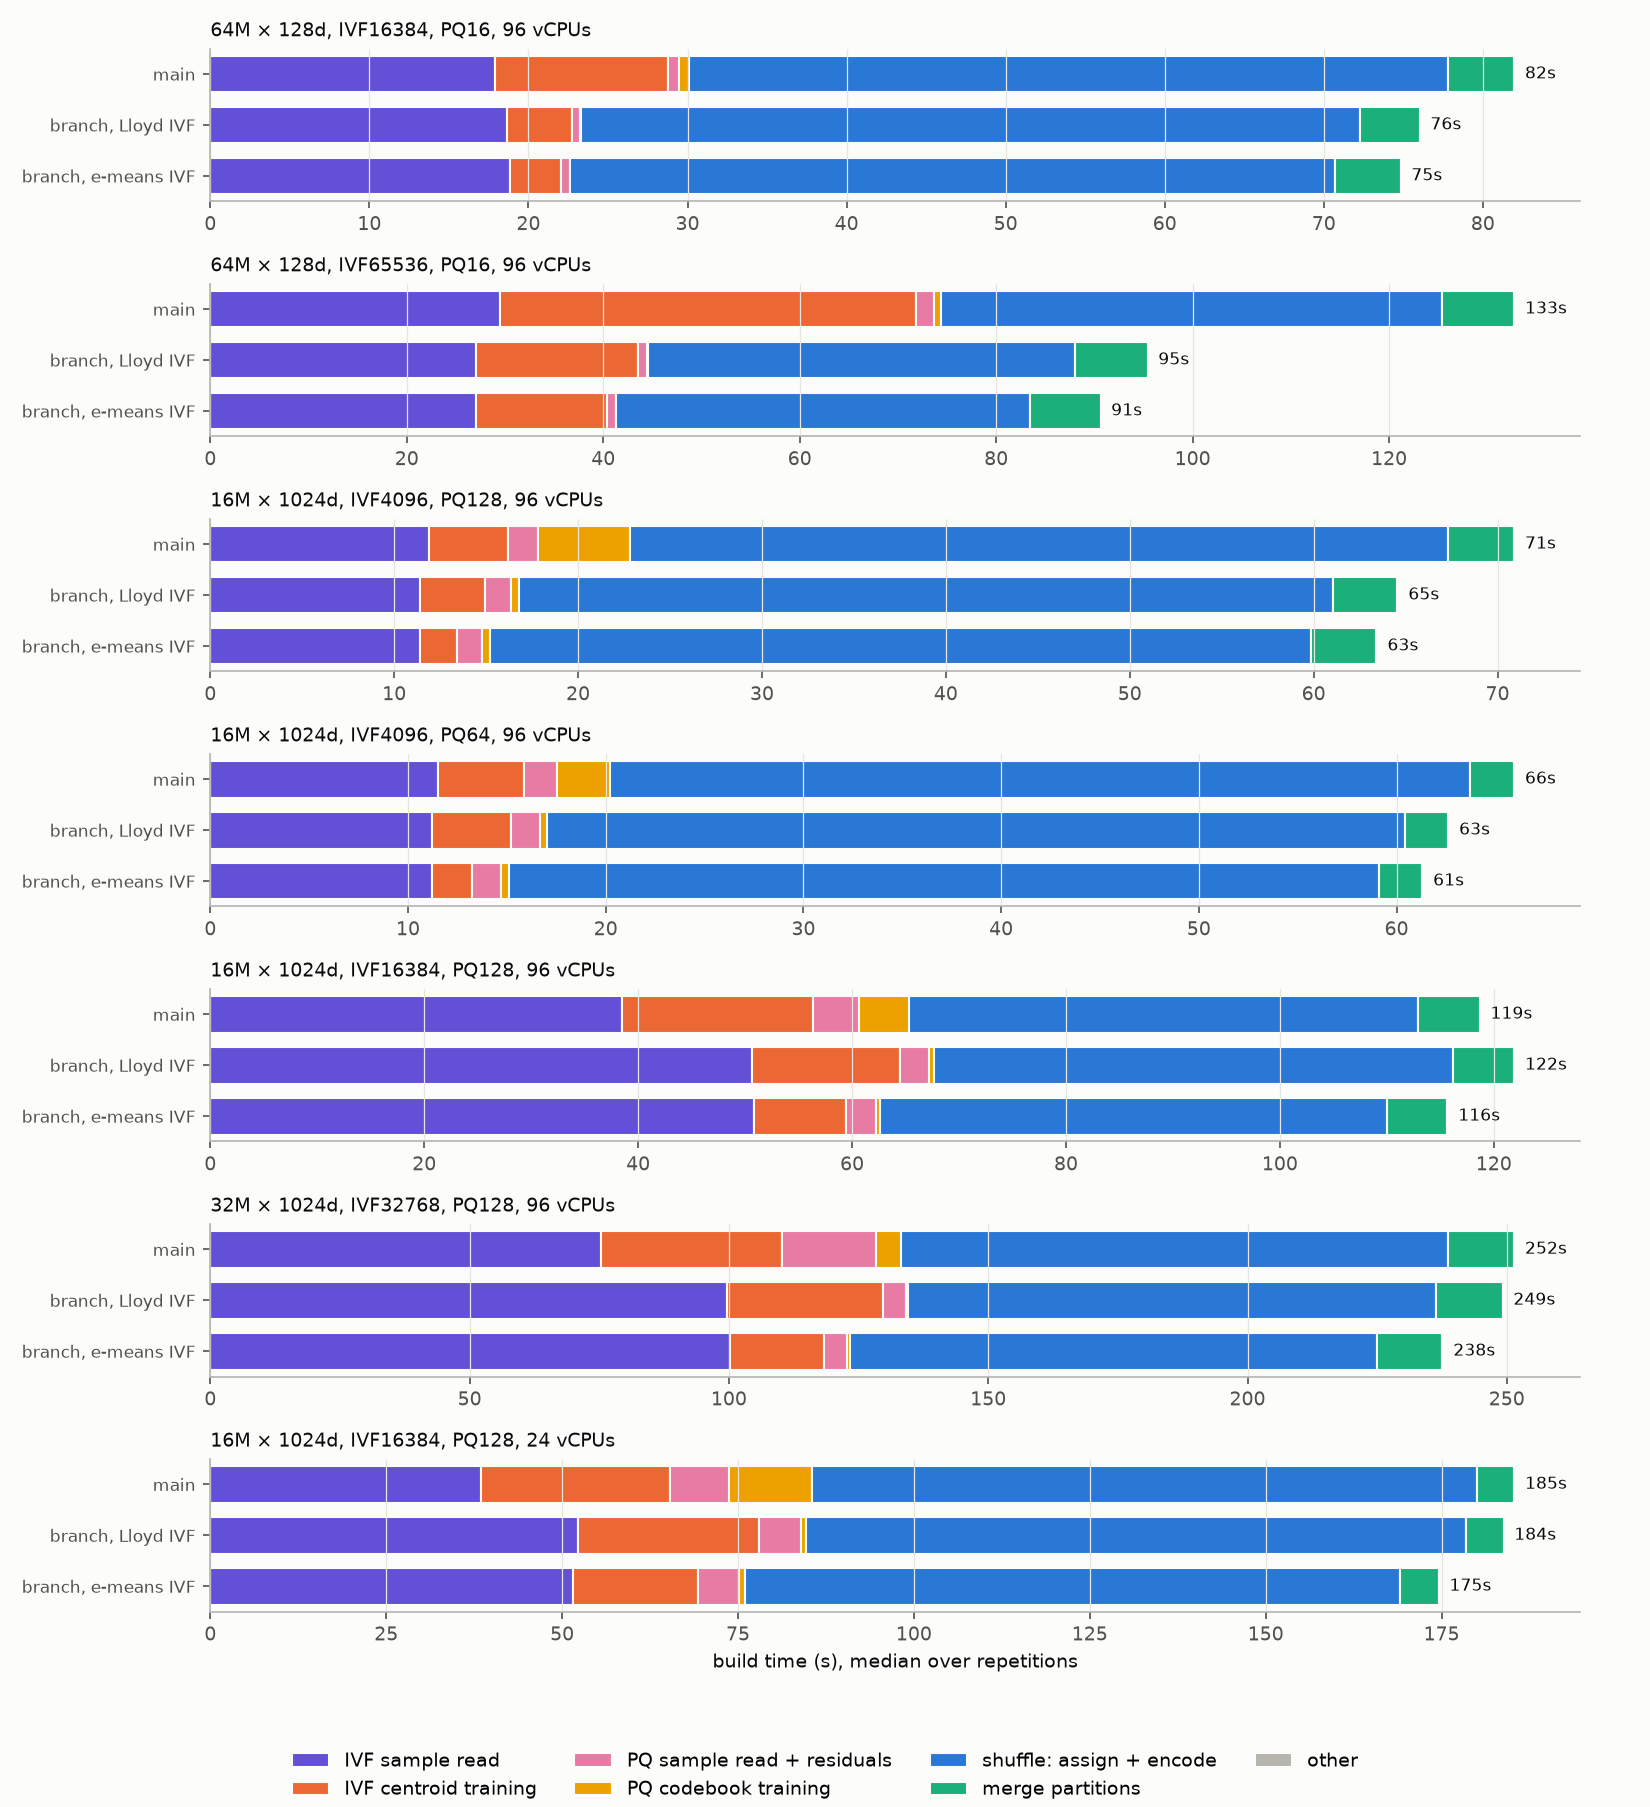 64M × 128d, IVF16384, PQ16, 96 vCPUs
main 82s
branch, Lloyd IVF 76s
branch, e-means IVF 75s
0 10 20 30 40 50 60 70 80
64M × 128d, IVF65536, PQ16, 96 vCPUs
main 133s
branch, Lloyd IVF 95s
branch, e-means IVF 91s
0 20 40 60 80 100 120
16M × 1024d, IVF4096, PQ128, 96 vCPUs
main 71s
branch, Lloyd IVF 65s
branch, e-means IVF 63s
0 10 20 30 40 50 60 70
16M × 1024d, IVF4096, PQ64, 96 vCPUs
main 66s
branch, Lloyd IVF 63s
branch, e-means IVF 61s
0 10 20 30 40 50 60
16M × 1024d, IVF16384, PQ128, 96 vCPUs
main 119s
branch, Lloyd IVF 122s
branch, e-means IVF 116s
0 20 40 60 80 100 120
32M × 1024d, IVF32768, PQ128, 96 vCPUs
main 252s
branch, Lloyd IVF 249s
branch, e-means IVF 238s
0 50 100 150 200 250
16M × 1024d, IVF16384, PQ128, 24 vCPUs
main 185s
branch, Lloyd IVF 184s
branch, e-means IVF 175s
0 25 50 75 100 125 150 175
build time (s), median over repetitions
IVF sample read PQ sample read + residuals shuffle: assign + encode other
IVF centroid training PQ codebook training merge partitions